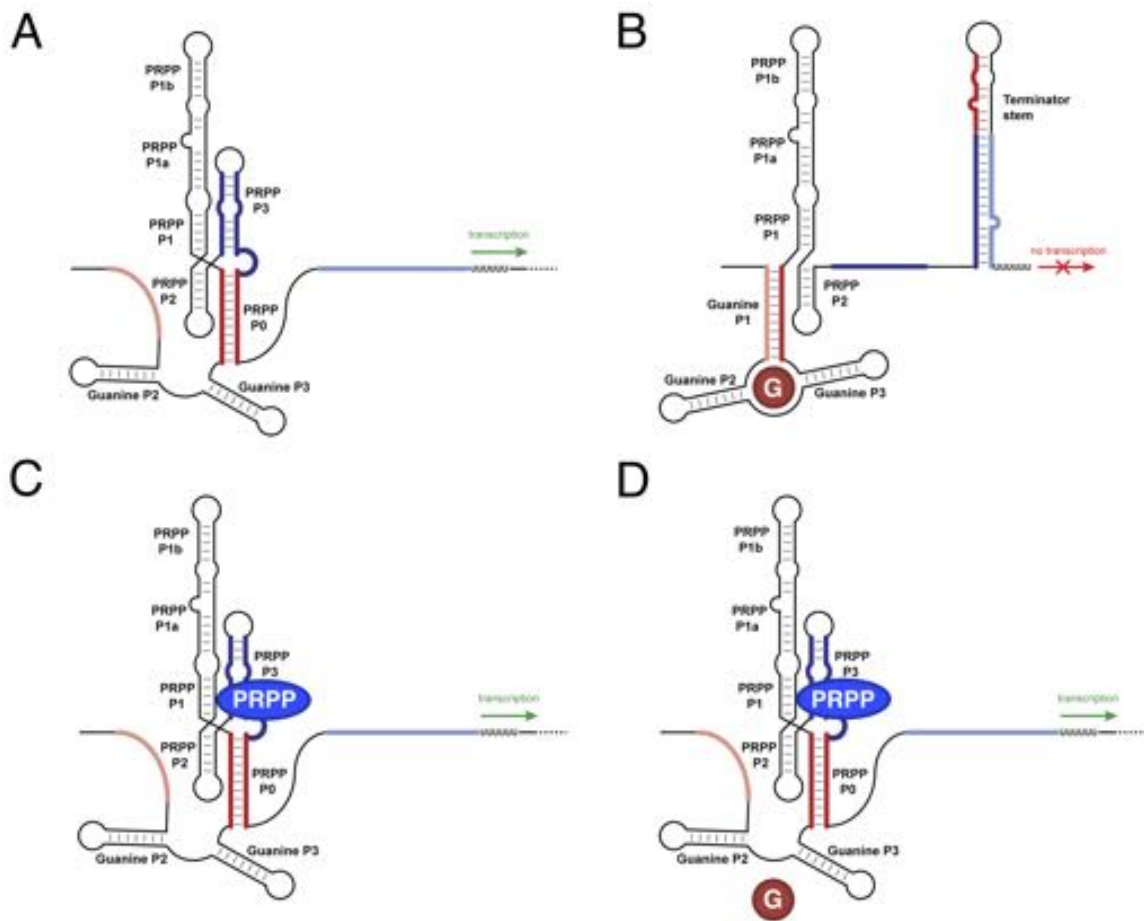 A
PRPP
P1b
PRPP
P1a
PRPP
P3
PRPP
P1
transcription
PRPP
P2
PRPP
P0
Guanine P2
Guanine P3
B
PRPP
P1b
Terminator
stem
PRPP
P1a
PRPP
P1
no transcription
Guanine
P1
PRPP
P2
Guanine P2
G
Guanine P3
C
PRPP
P1b
PRPP
P1a
PRPP
P3
PRPP
P1
PRPP
transcription
PRPP
P2
PRPP
P0
Guanine P2
Guanine P3
D
PRPP
P1b
PRPP
P1a
PRPP
P3
PRPP
P1
PRPP
transcription
PRPP
P2
PRPP
P0
Guanine P2
Guanine P3
G